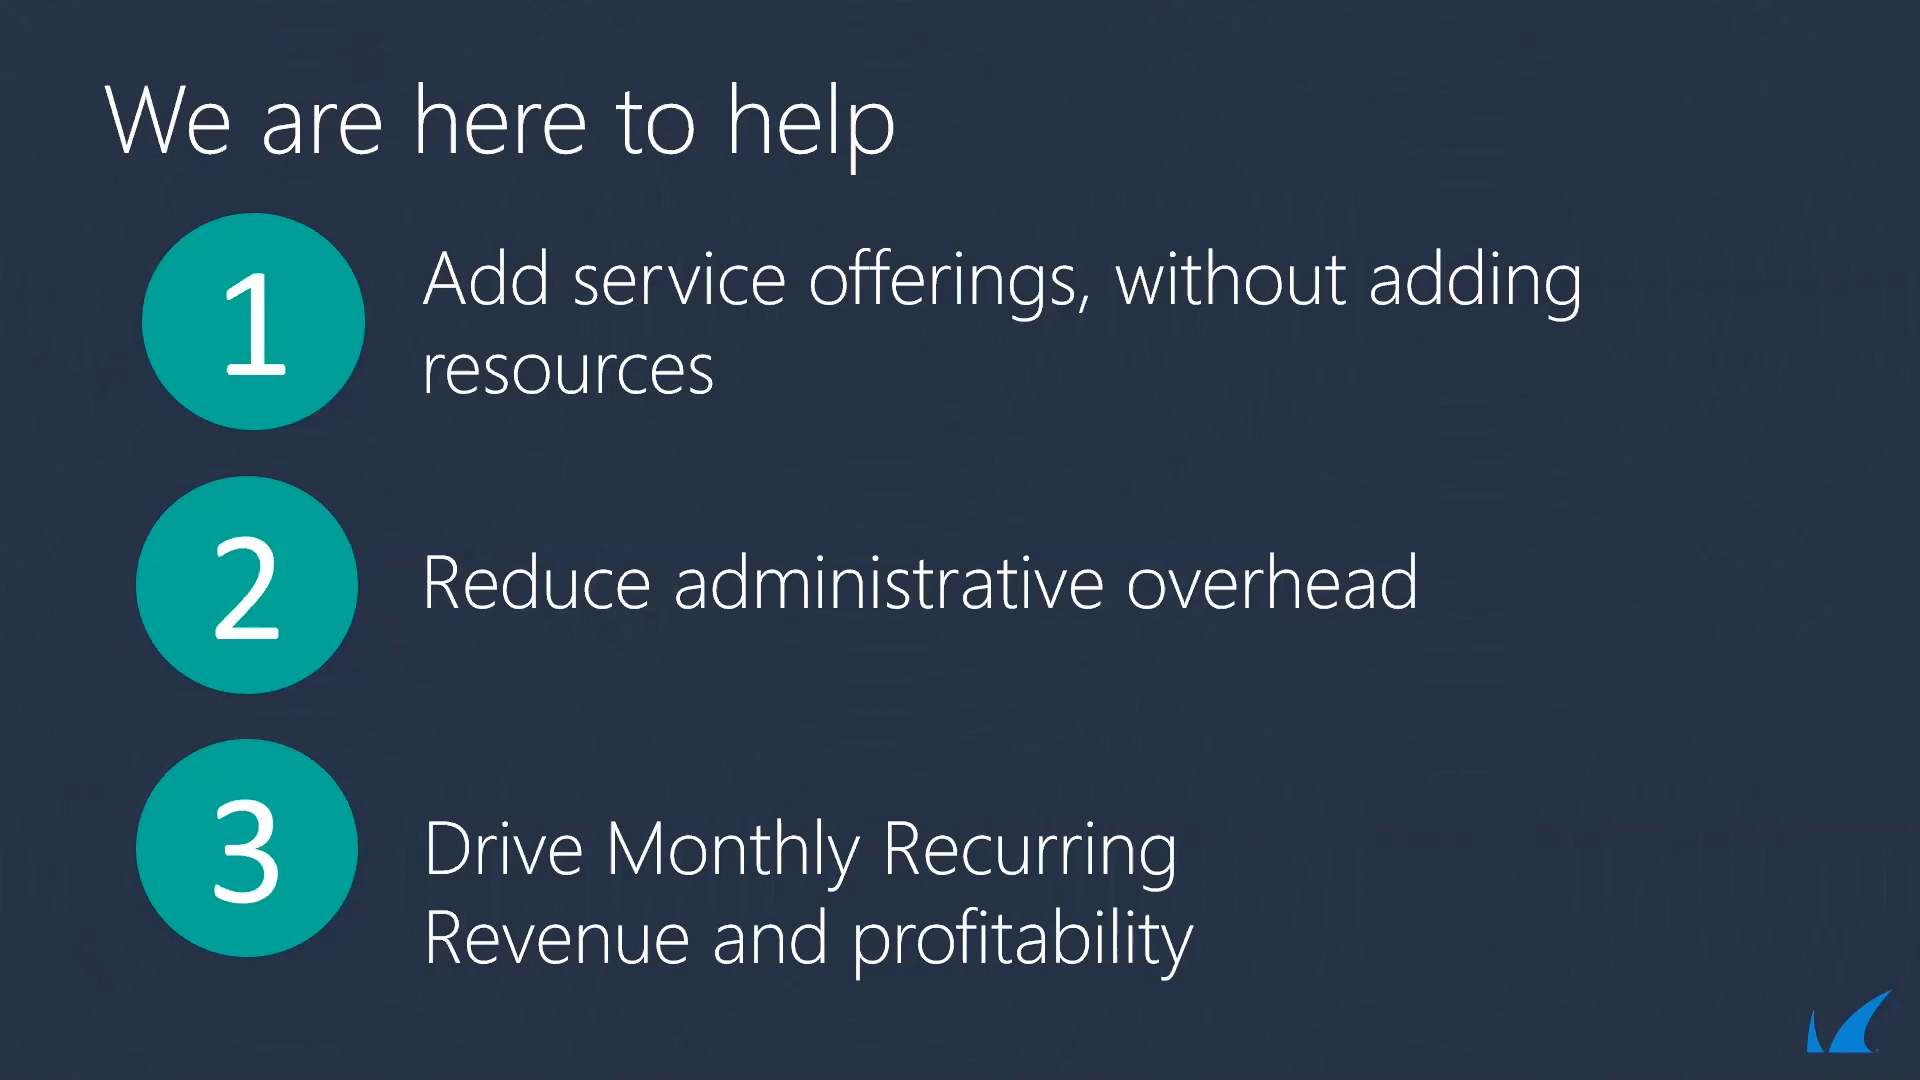 We are here to help
1
Add service offerings, without adding
resources
2
Reduce administrative overhead
3
Drive Monthly Recurring
Revenue and profitability